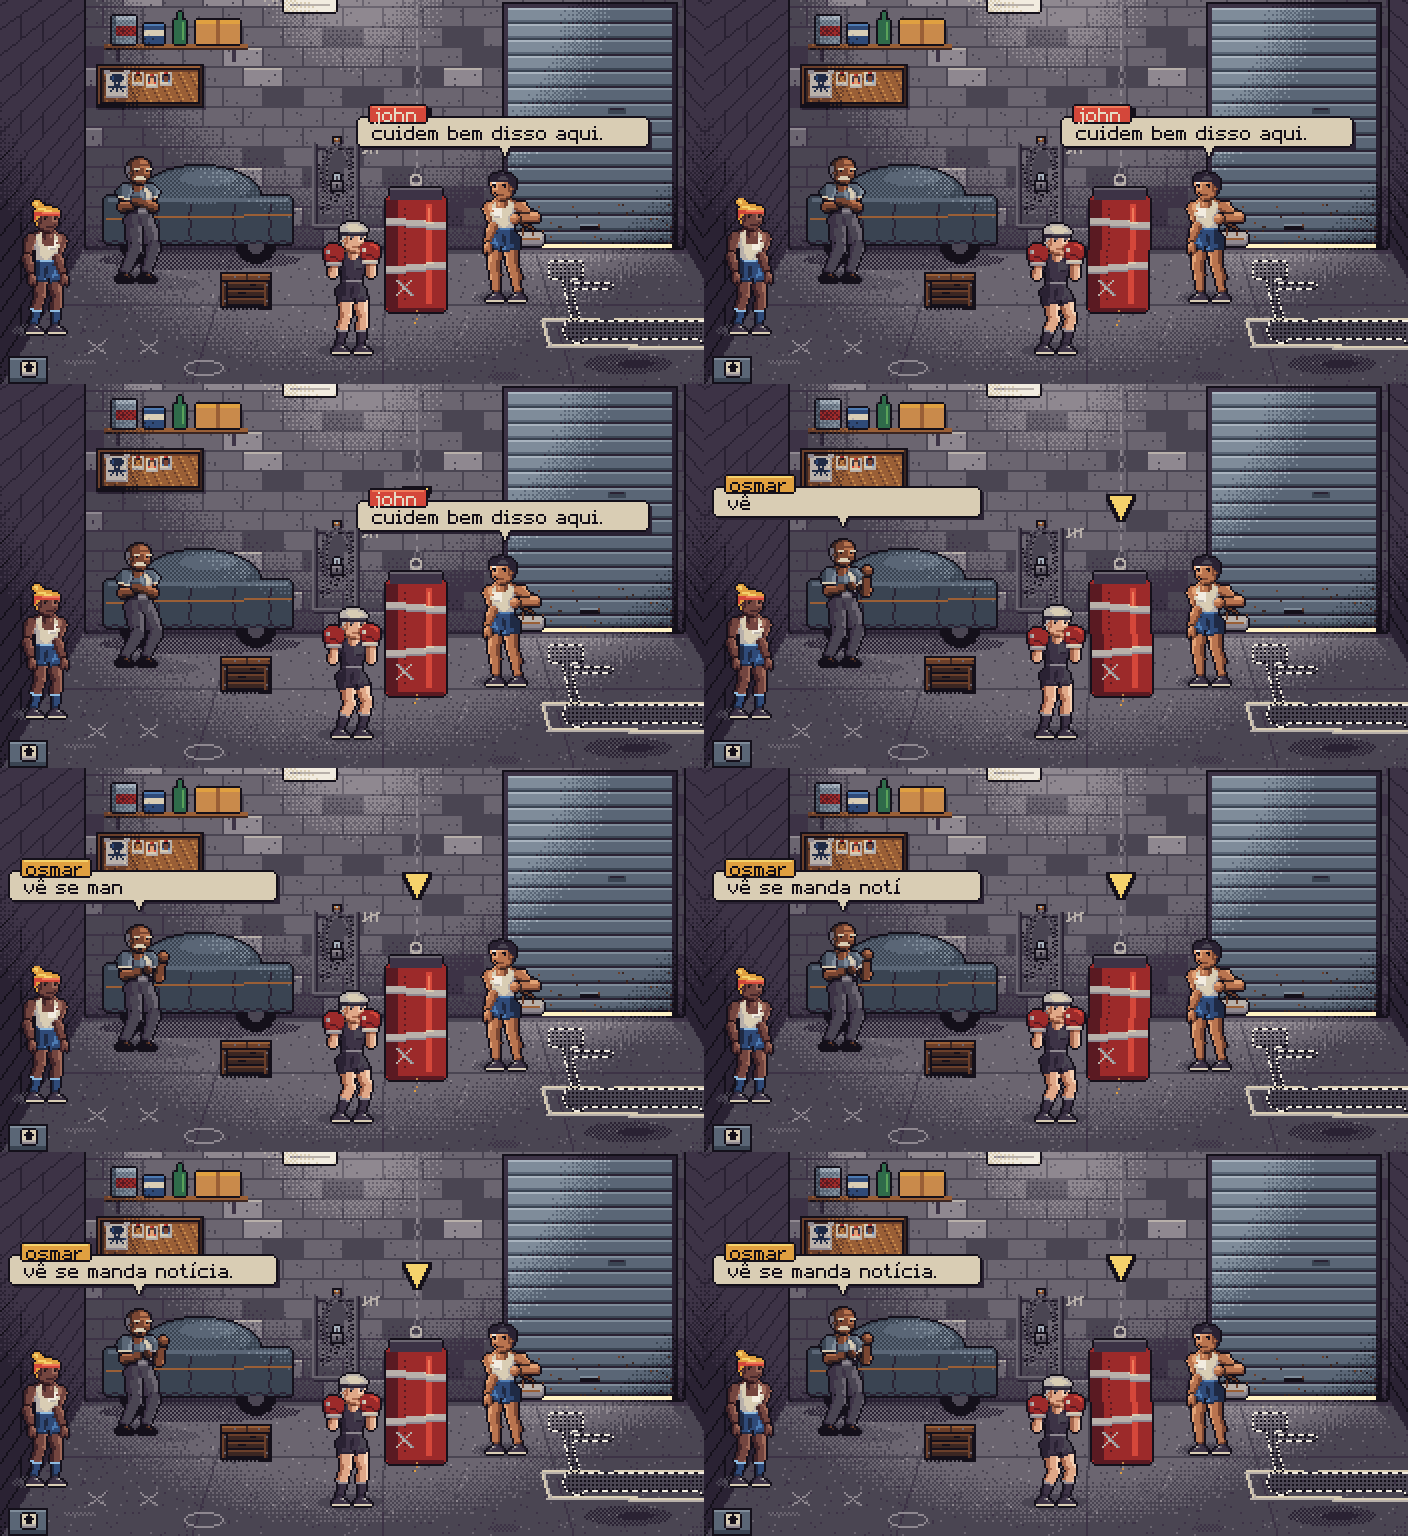 john
cuidem bem disso aqui.
john
cuidem bem disso aqui.
john
cuidem bem disso aqui.
osmar
vê
osmar
vê se man
osmar
vê se manda notí
osmar
vê se manda notícia.
osmar
vê se manda notícia.